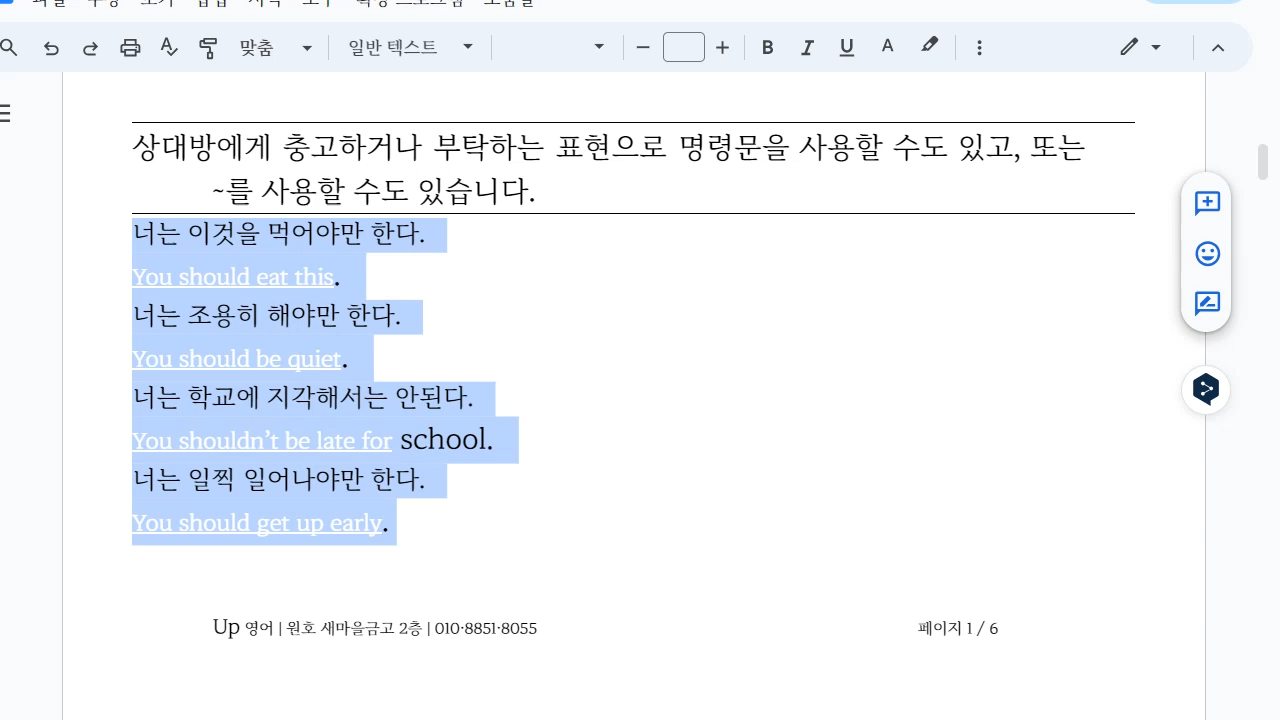 맞춤
일반 텍스트
B I U A
상대방에게 충고하거나 부탁하는 표현으로 명령문을 사용할 수도 있고, 또는
~를 사용할 수도 있습니다.
너는 이것을 먹어야만 한다.
You should eat this.
너는 조용히 해야만 한다.
You should be quiet.
너는 학교에 지각해서는 안된다.
You shouldn’t be late for school.
너는 일찍 일어나야만 한다.
You should get up early.
Up 영어 | 원호 새마을금고 2층 | 010·8851·8055
페이지 1 / 6